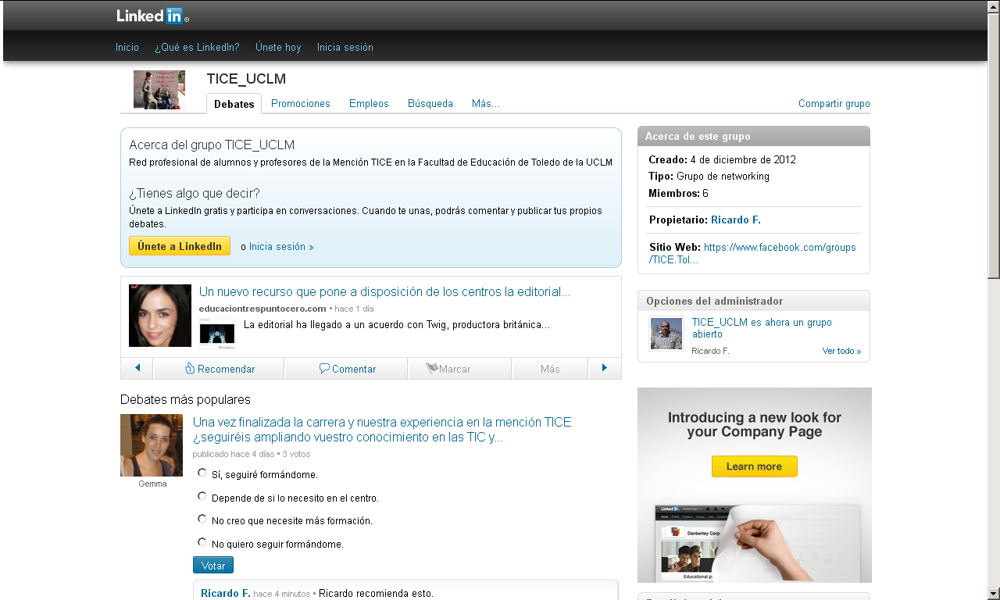 Linked in
Inicio ¿Qué es LinkedIn? Únete hoy Inicia sesión
TICE_UCLM
Debates Promociones Empleos Búsqueda Más... Compartir grupo
Acerca del grupo TICE_UCLM
Red profesional de alumnos y profesores de la Mención TICE en la Facultad de Educación de Toledo de la UCLM
¿Tienes algo que decir?
Únete a LinkedIn gratis y participa en conversaciones. Cuando te unas, podrás comentar y publicar tus propios
debates.
Únete a LinkedIn o Inicia sesión »
Un nuevo recurso que pone a disposición de los centros la editorial...
educaciontrespuntocero.com • hace 1 día
La editorial ha llegado a un acuerdo con Twig, productora británica...
Recomendar Comentar Marcar Más
Debates más populares
Una vez finalizada la carrera y nuestra experiencia en la mención TICE
¿seguiréis ampliando vuestro conocimiento en las TIC y...
publicado hace 4 días • 3 votos
Gemma
Sí, seguiré formándome.
Depende de si lo necesito en el centro.
No creo que necesite más formación.
No quiero seguir formándome
Votar
Ricardo F. hace 4 minutos • Ricardo recomienda esto.
Acerca de este grupo
Creado: 4 de diciembre de 2012
Tipo: Grupo de networking
Miembros: 6
Propietario: Ricardo F.
Sitio Web: https://www.facebook.com/groups
/TICE.Tol...
Opciones del administrador
TICE_UCLM es ahora un grupo
abierto
Ricardo F. Ver todo »
Introducing a new look for
your Company Page
Learn more
Linked in
Danberley Corp